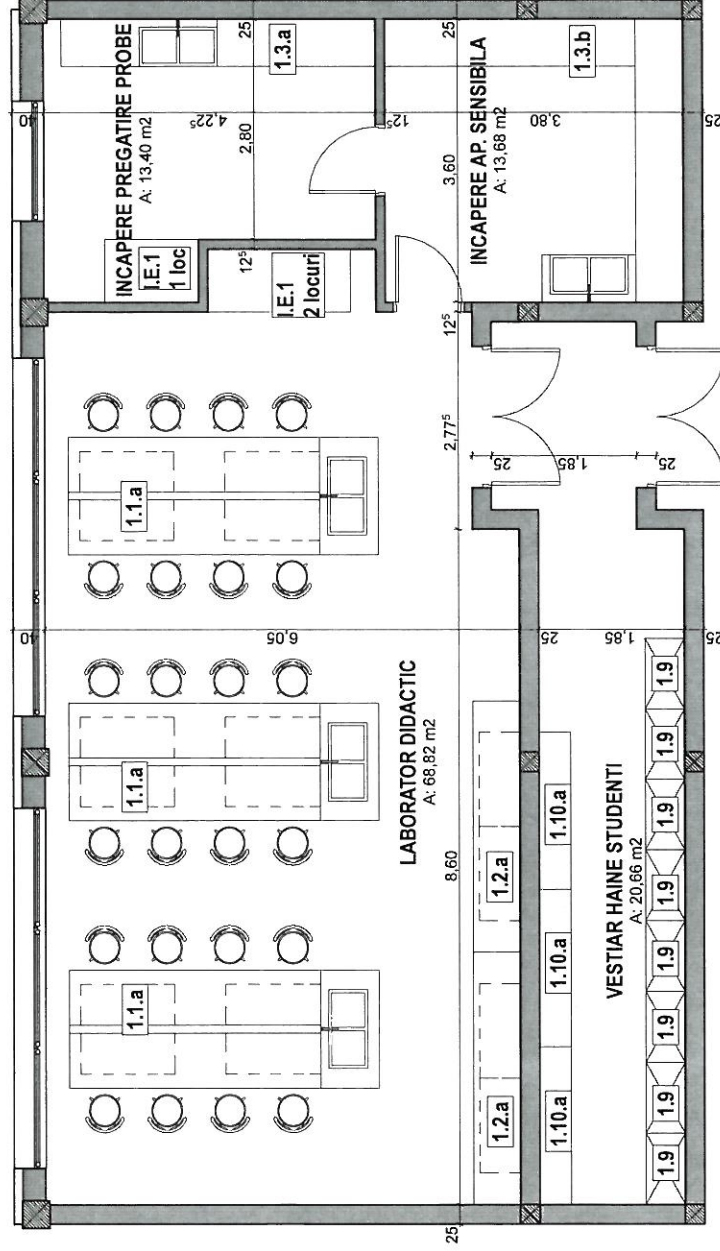 INCAPERE PREGATIRE PROBE
A: 13,40 m2
1.3.a
I.E.1
1 loc
I.E.1
2 locuri
INCAPERE AP. SENSIBILA
A: 13,68 m2
1.3.b
LABORATOR DIDACTIC
A: 68,82 m2
1.1.a
1.1.a
1.1.a
1.2.a
1.2.a
VESTIAR HAINE STUDENTI
A: 20,66 m2
1.10.a
1.10.a
1.10.a
1.9
1.9
1.9
1.9
1.9
1.9
1.9
1.9
40
4,22⁵
12⁵
3,80
25
25
2,80
12⁵
25
3,60
12⁵
2,77⁵
8,60
25
40
6,05
25
1,85
25
25
1,85
25